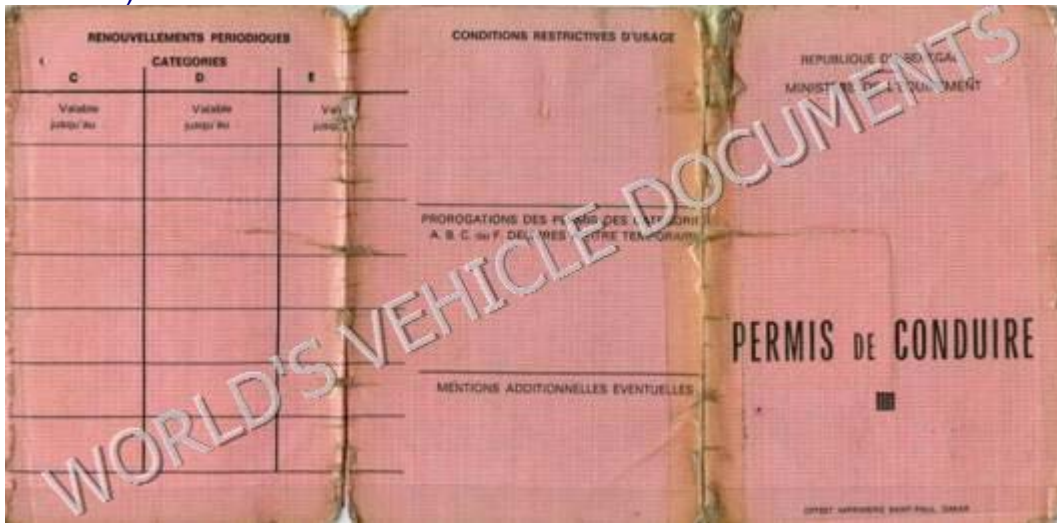 RENOUVELLEMENTS PERIODIQUES
CATEGORIES
C D E
Valable Valable
jusqu'au jusqu'au
CONDITIONS RESTRICTIVES D'USAGE
PROROGATIONS DES PERMIS DES CATEGORIE
A. B. C. ou F. DELIVRES A TITRE TEMPORAIRE
MENTIONS ADDITIONNELLES EVENTUELLES
REPUBLIQUE DU SENEGAL
MINISTERE DE L'EQUIPEMENT
PERMIS DE CONDUIRE
OFFSET IMPRIMERIE SAINT-PAUL, DAKAR
WORLD'S VEHICLE DOCUMENTS